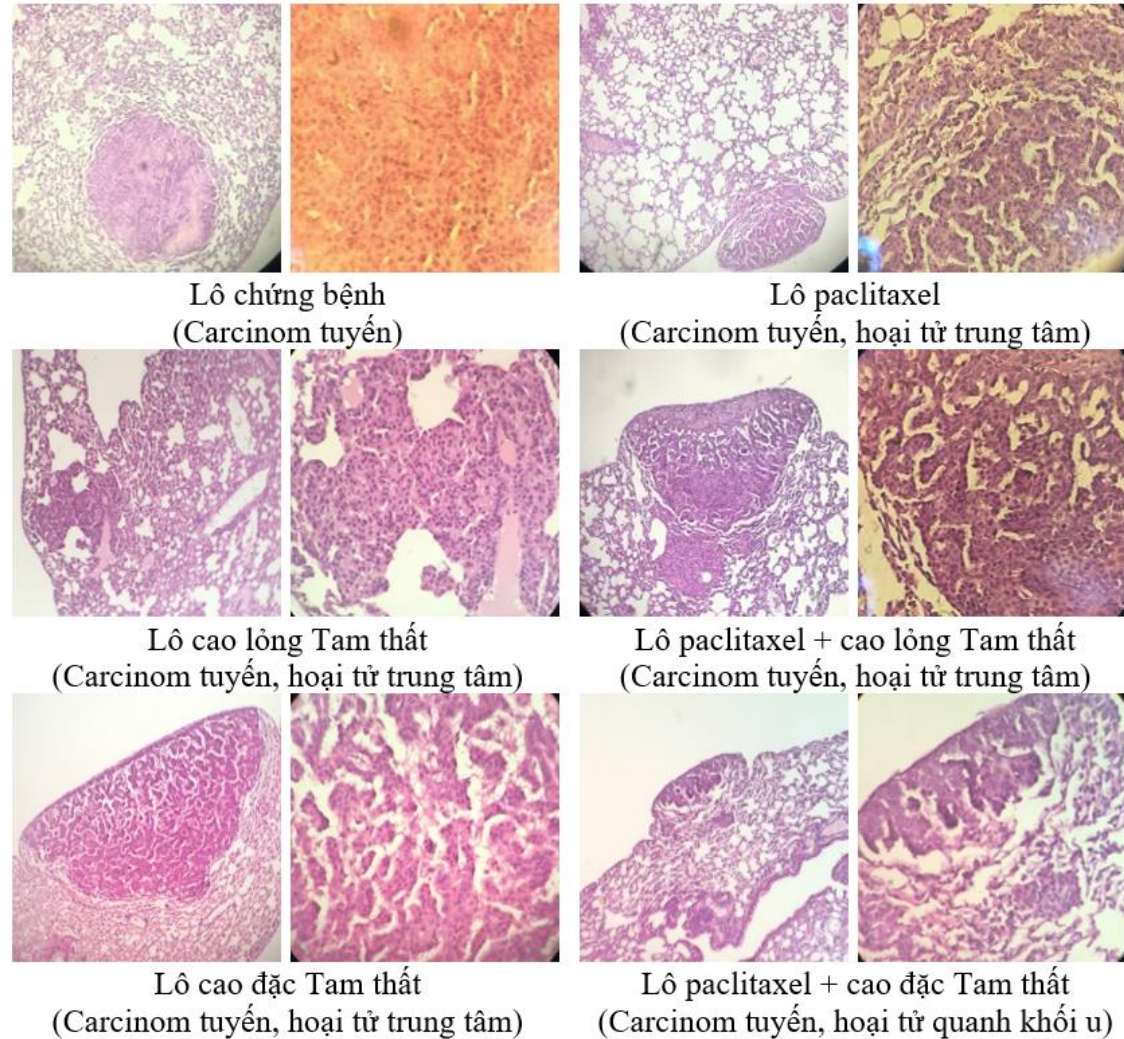 Lô chứng bệnh
(Carcinom tuyến)
Lô paclitaxel
(Carcinom tuyến, hoại tử trung tâm)
Lô cao lỏng Tam thất
(Carcinom tuyến, hoại tử trung tâm)
Lô paclitaxel + cao lỏng Tam thất
(Carcinom tuyến, hoại tử trung tâm)
Lô cao đặc Tam thất
(Carcinom tuyến, hoại tử trung tâm)
Lô paclitaxel + cao đặc Tam thất
(Carcinom tuyến, hoại tử quanh khối u)